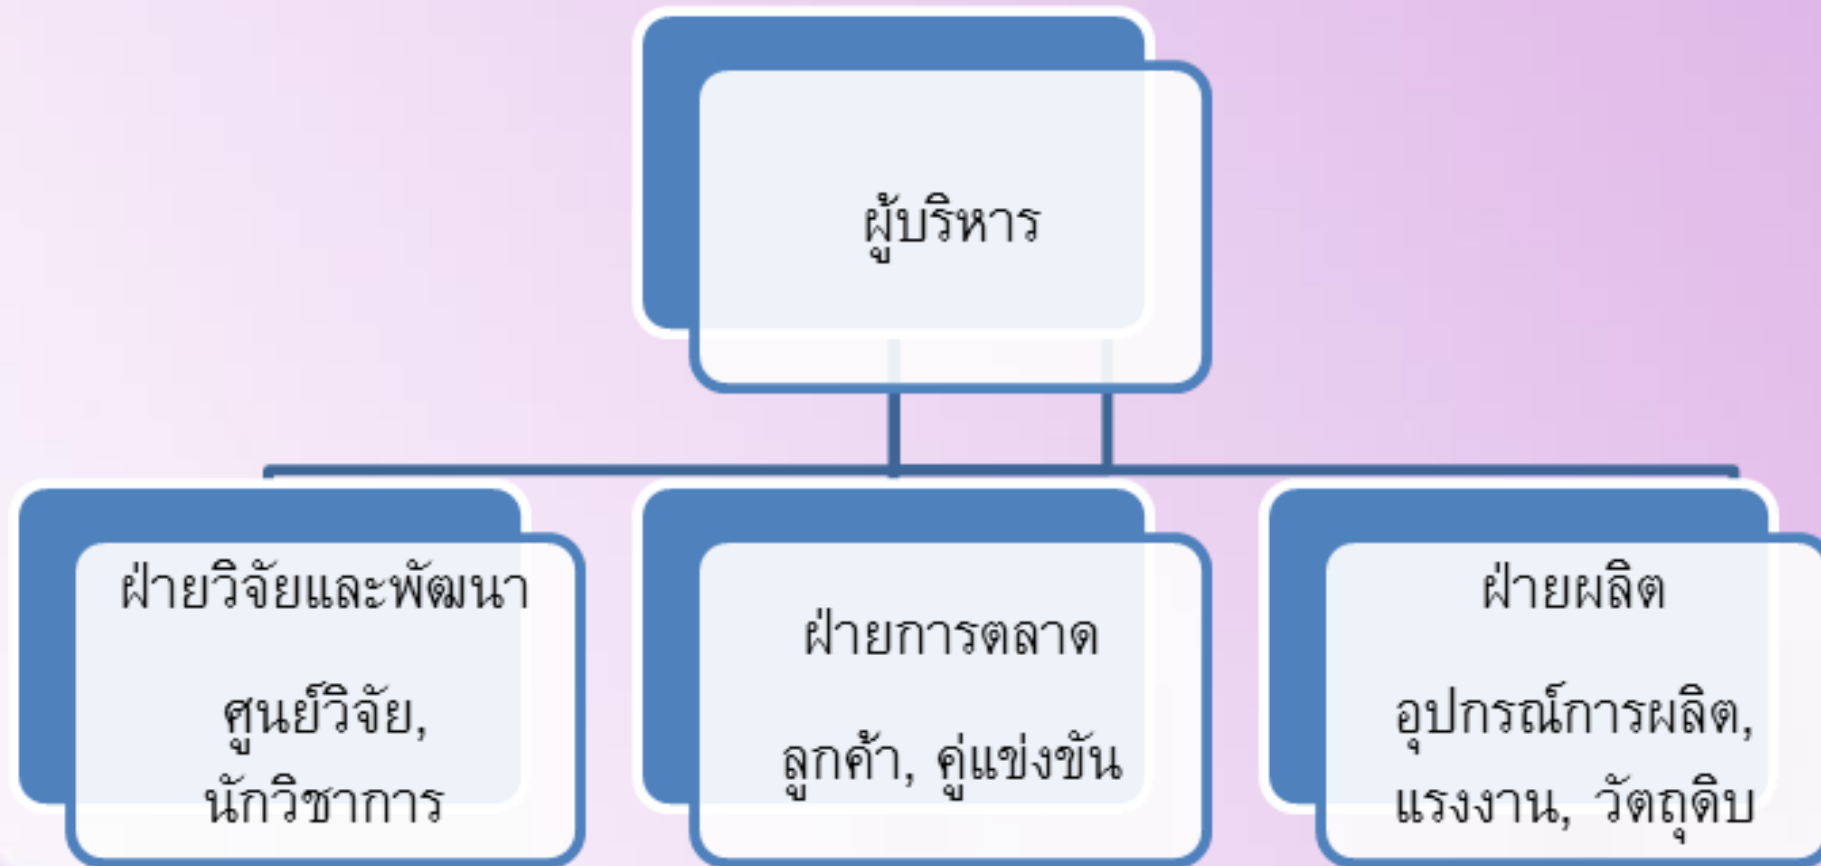 ผู้บริหาร
ฝ่ายวิจัยและพัฒนา
ศูนย์วิจัย,
นักวิชาการ
ฝ่ายการตลาด
ลูกค้า, คู่แข่งขัน
ฝ่ายผลิต
อุปกรณ์การผลิต,
แรงงาน, วัตถุดิบ